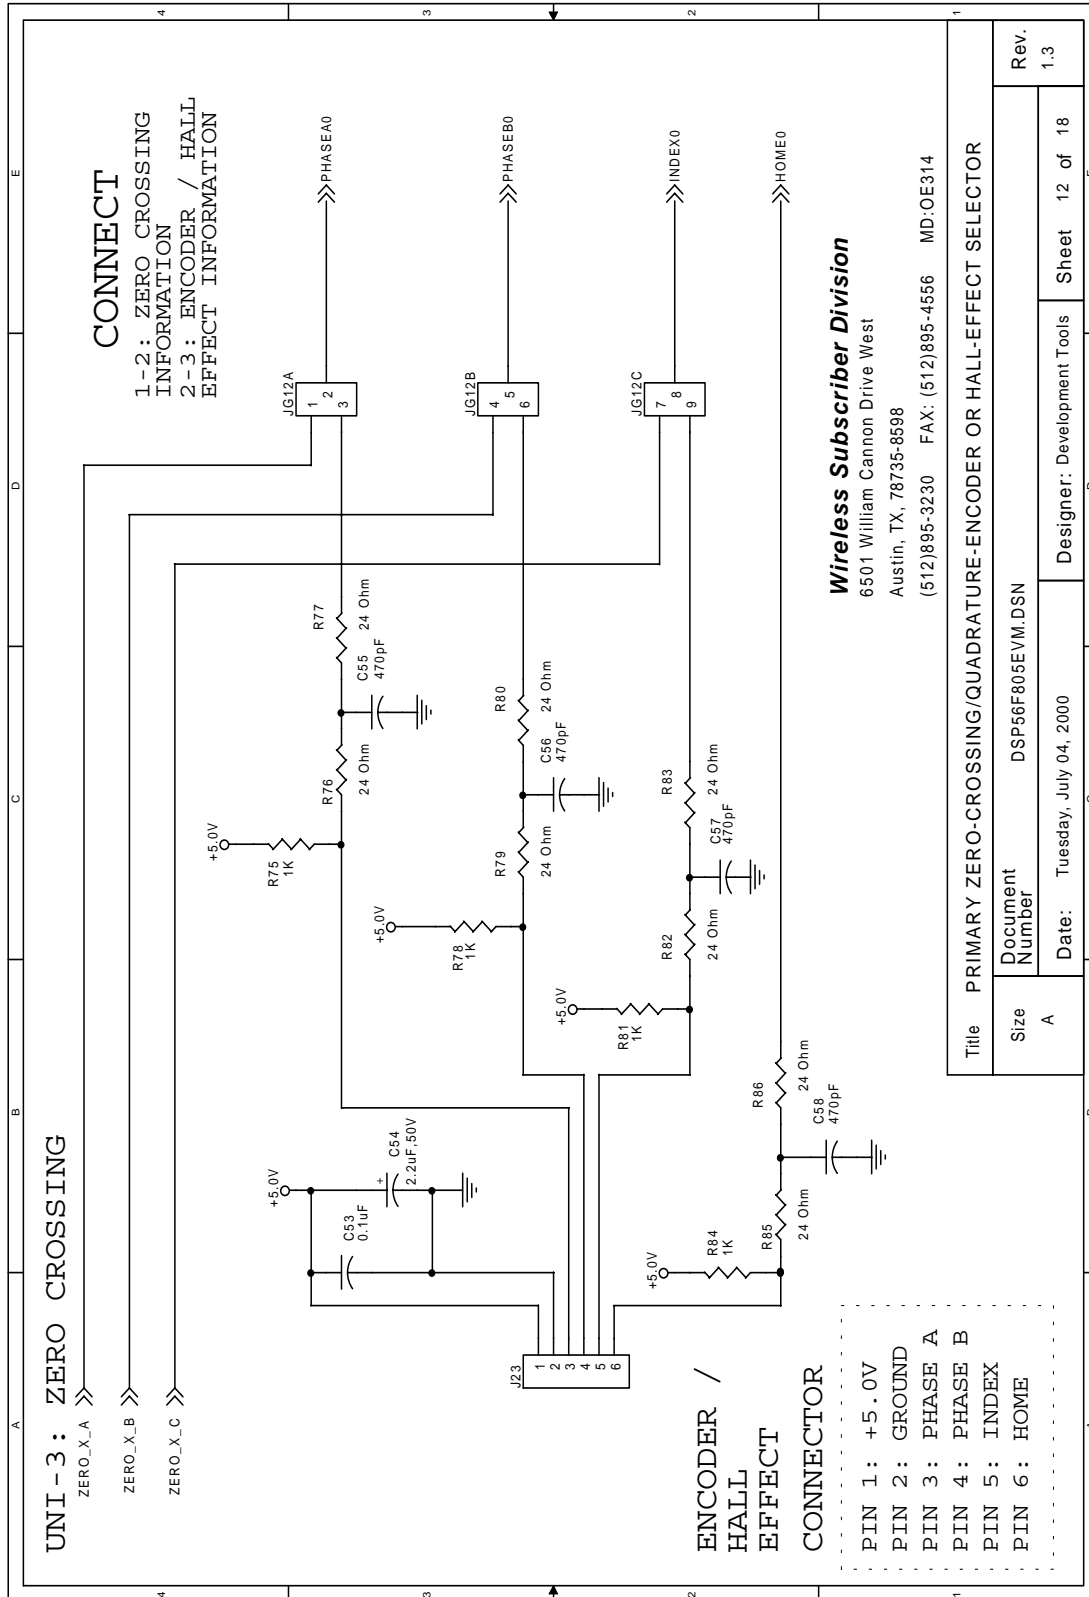 UNI-3: ZERO CROSSING
ZERO_X_A
ZERO_X_B
ZERO_X_C
CONNECT
1-2: ZERO CROSSING
INFORMATION
2-3: ENCODER / HALL
EFFECT INFORMATION
JG12A
1
2
3
PHASEA0
JG12B
4
5
6
PHASEB0
JG12C
7
8
9
INDEX0
HOME0
+5.0V
R75
1K
R76
24 Ohm
R77
24 Ohm
C55
470pF
+5.0V
R78
1K
R79
24 Ohm
R80
24 Ohm
C56
470pF
+5.0V
R81
1K
R82
24 Ohm
R83
24 Ohm
C57
470pF
+5.0V
C53
0.1uF
+
C54
2.2uF,50V
+5.0V
R84
1K
R85
24 Ohm
R86
24 Ohm
C58
470pF
J23
1
2
3
4
5
6
ENCODER /
HALL
EFFECT
CONNECTOR
PIN 1: +5.0V
PIN 2: GROUND
PIN 3: PHASE A
PIN 4: PHASE B
PIN 5: INDEX
PIN 6: HOME
Wireless Subscriber Division
6501 William Cannon Drive West
Austin, TX, 78735-8598
(512)895-3230 FAX: (512)895-4556 MD:OE314
Title PRIMARY ZERO-CROSSING/QUADRATURE-ENCODER OR HALL-EFFECT SELECTOR
Size
A
Document
Number
DSP56F805EVM.DSN
Rev.
1.3
Date: Tuesday, July 04, 2000
Designer: Development Tools
Sheet 12 of 18
A
B
C
D
E
4
3
2
1
A
4
3
2
1